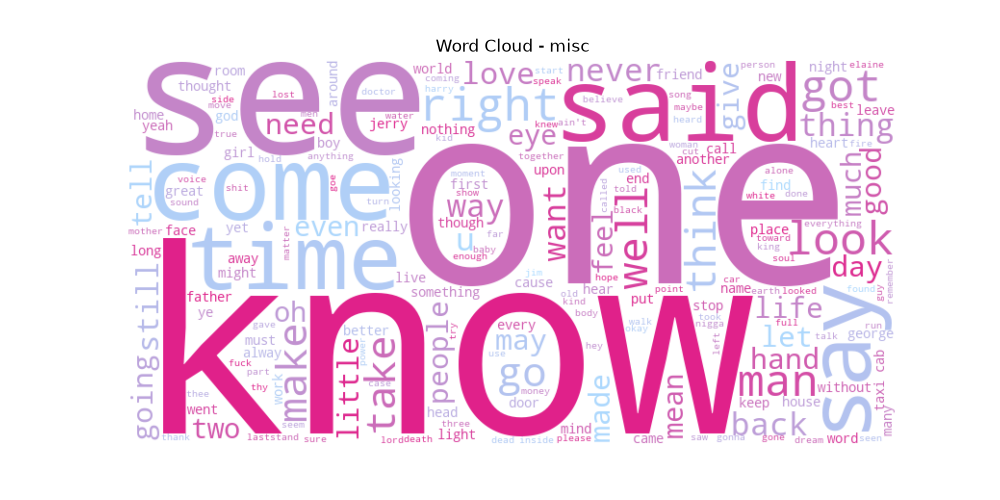 Word Cloud - misc
see
one
know
said
come
time
say
right
love
never
friend
world
start
speak
coming
harry
room
thought
side
move
lost
men
around
doctor
water
god
true
home
yeah
need
jerry
nothing
knew
ain't
kid
believe
song
maybe
heard
give
person
new
night
elaine
got
best
leave
thing
heart
fire
eye
together
woman
cut
call
another
girl
hold
boy
anything
looking
tell
great
voice
sound
shit
goe
turn
moment
first
show
way
though
far
u
baby
enough
upon
want
used
end
told
called
black
feel
well
hope
think
alone
find
white
done
much
good
everything
place
toward
king
look
soul
day
mother
face
yet
even
really
matter
long
away
might
live
something
jim
cause
hear
old
kind
body
put
point
car
name
earth
looked
found
guy
remember
still
going
father
ye
oh
gave
must
alway
fuck
part
thy
work
make
better
power
case
little
take
people
try
every
may
use
go
money
door
hey
walk
okay
took
nigga
left
stop
life
full
let
talk
run
george
hand
man
without
taxi cab
thee
went
two
seem
thank
laststand
sure
lord
death
head
three
light
dead inside
mind
please
made
came
mean
saw
gonna
keep
house
back
gone
dream
word
seen
many